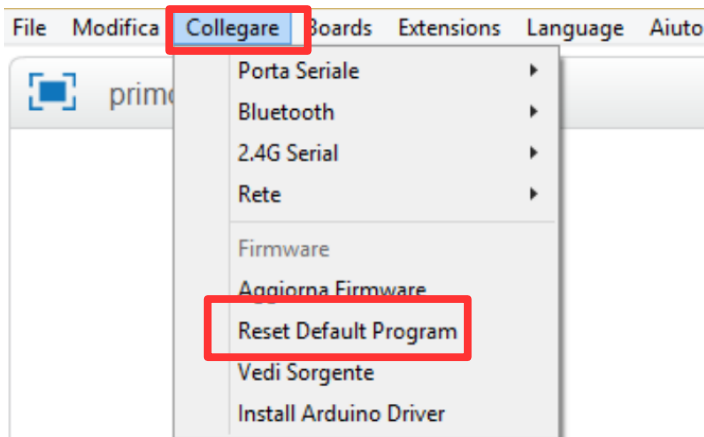 File Modifica Collegare Boards Extensions Language Aiuto
primo
Porta Seriale
Bluetooth
2.4G Serial
Rete
Firmware
Aggiorna Firmware
Reset Default Program
Vedi Sorgente
Install Arduino Driver